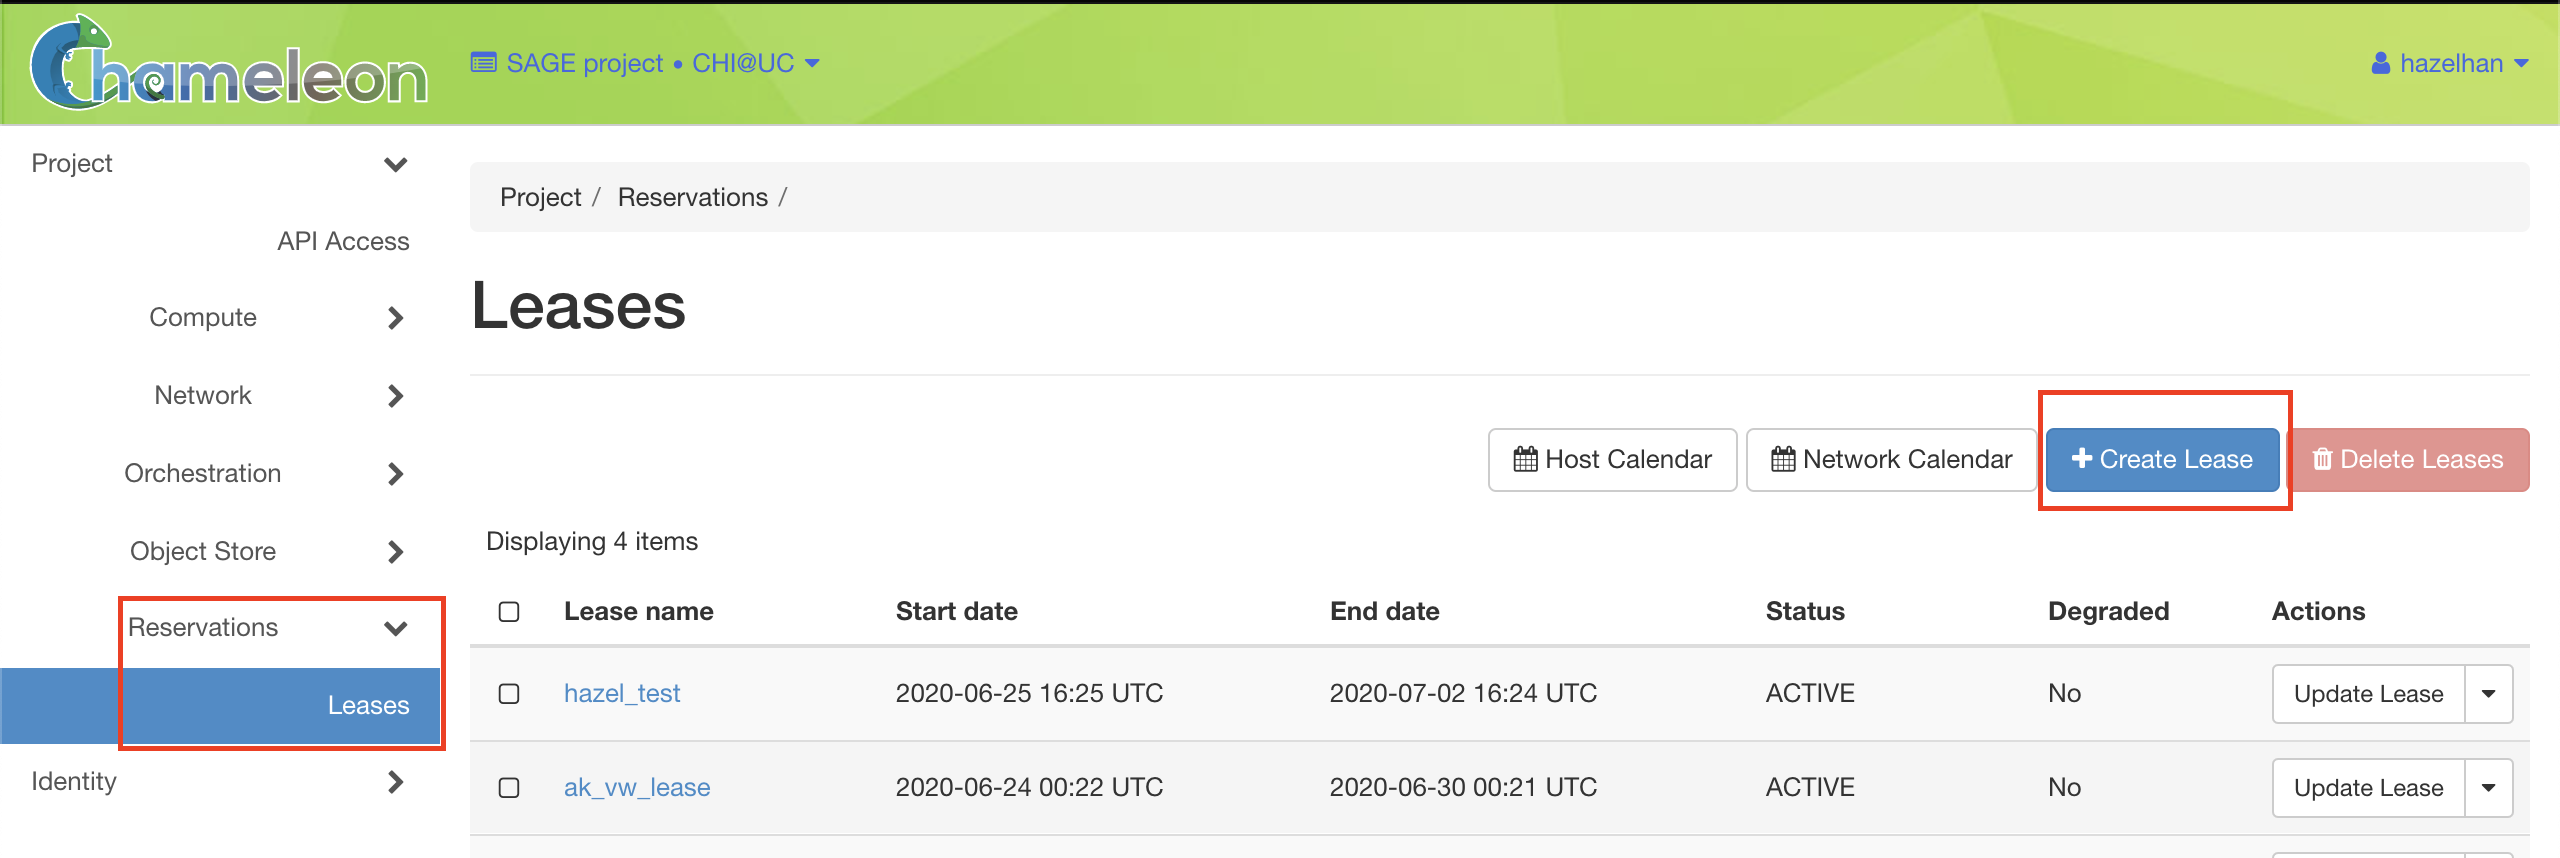 Chameleon
SAGE project • CHI@UC
hazelhan
Project
API Access
Compute
Network
Orchestration
Object Store
Reservations
Leases
Identity
Project / Reservations /
Leases
Host Calendar
Network Calendar
Create Lease
Delete Leases
Displaying 4 items
Lease name Start date End date Status Degraded Actions
hazel_test 2020-06-25 16:25 UTC 2020-07-02 16:24 UTC ACTIVE No Update Lease
ak_vw_lease 2020-06-24 00:22 UTC 2020-06-30 00:21 UTC ACTIVE No Update Lease